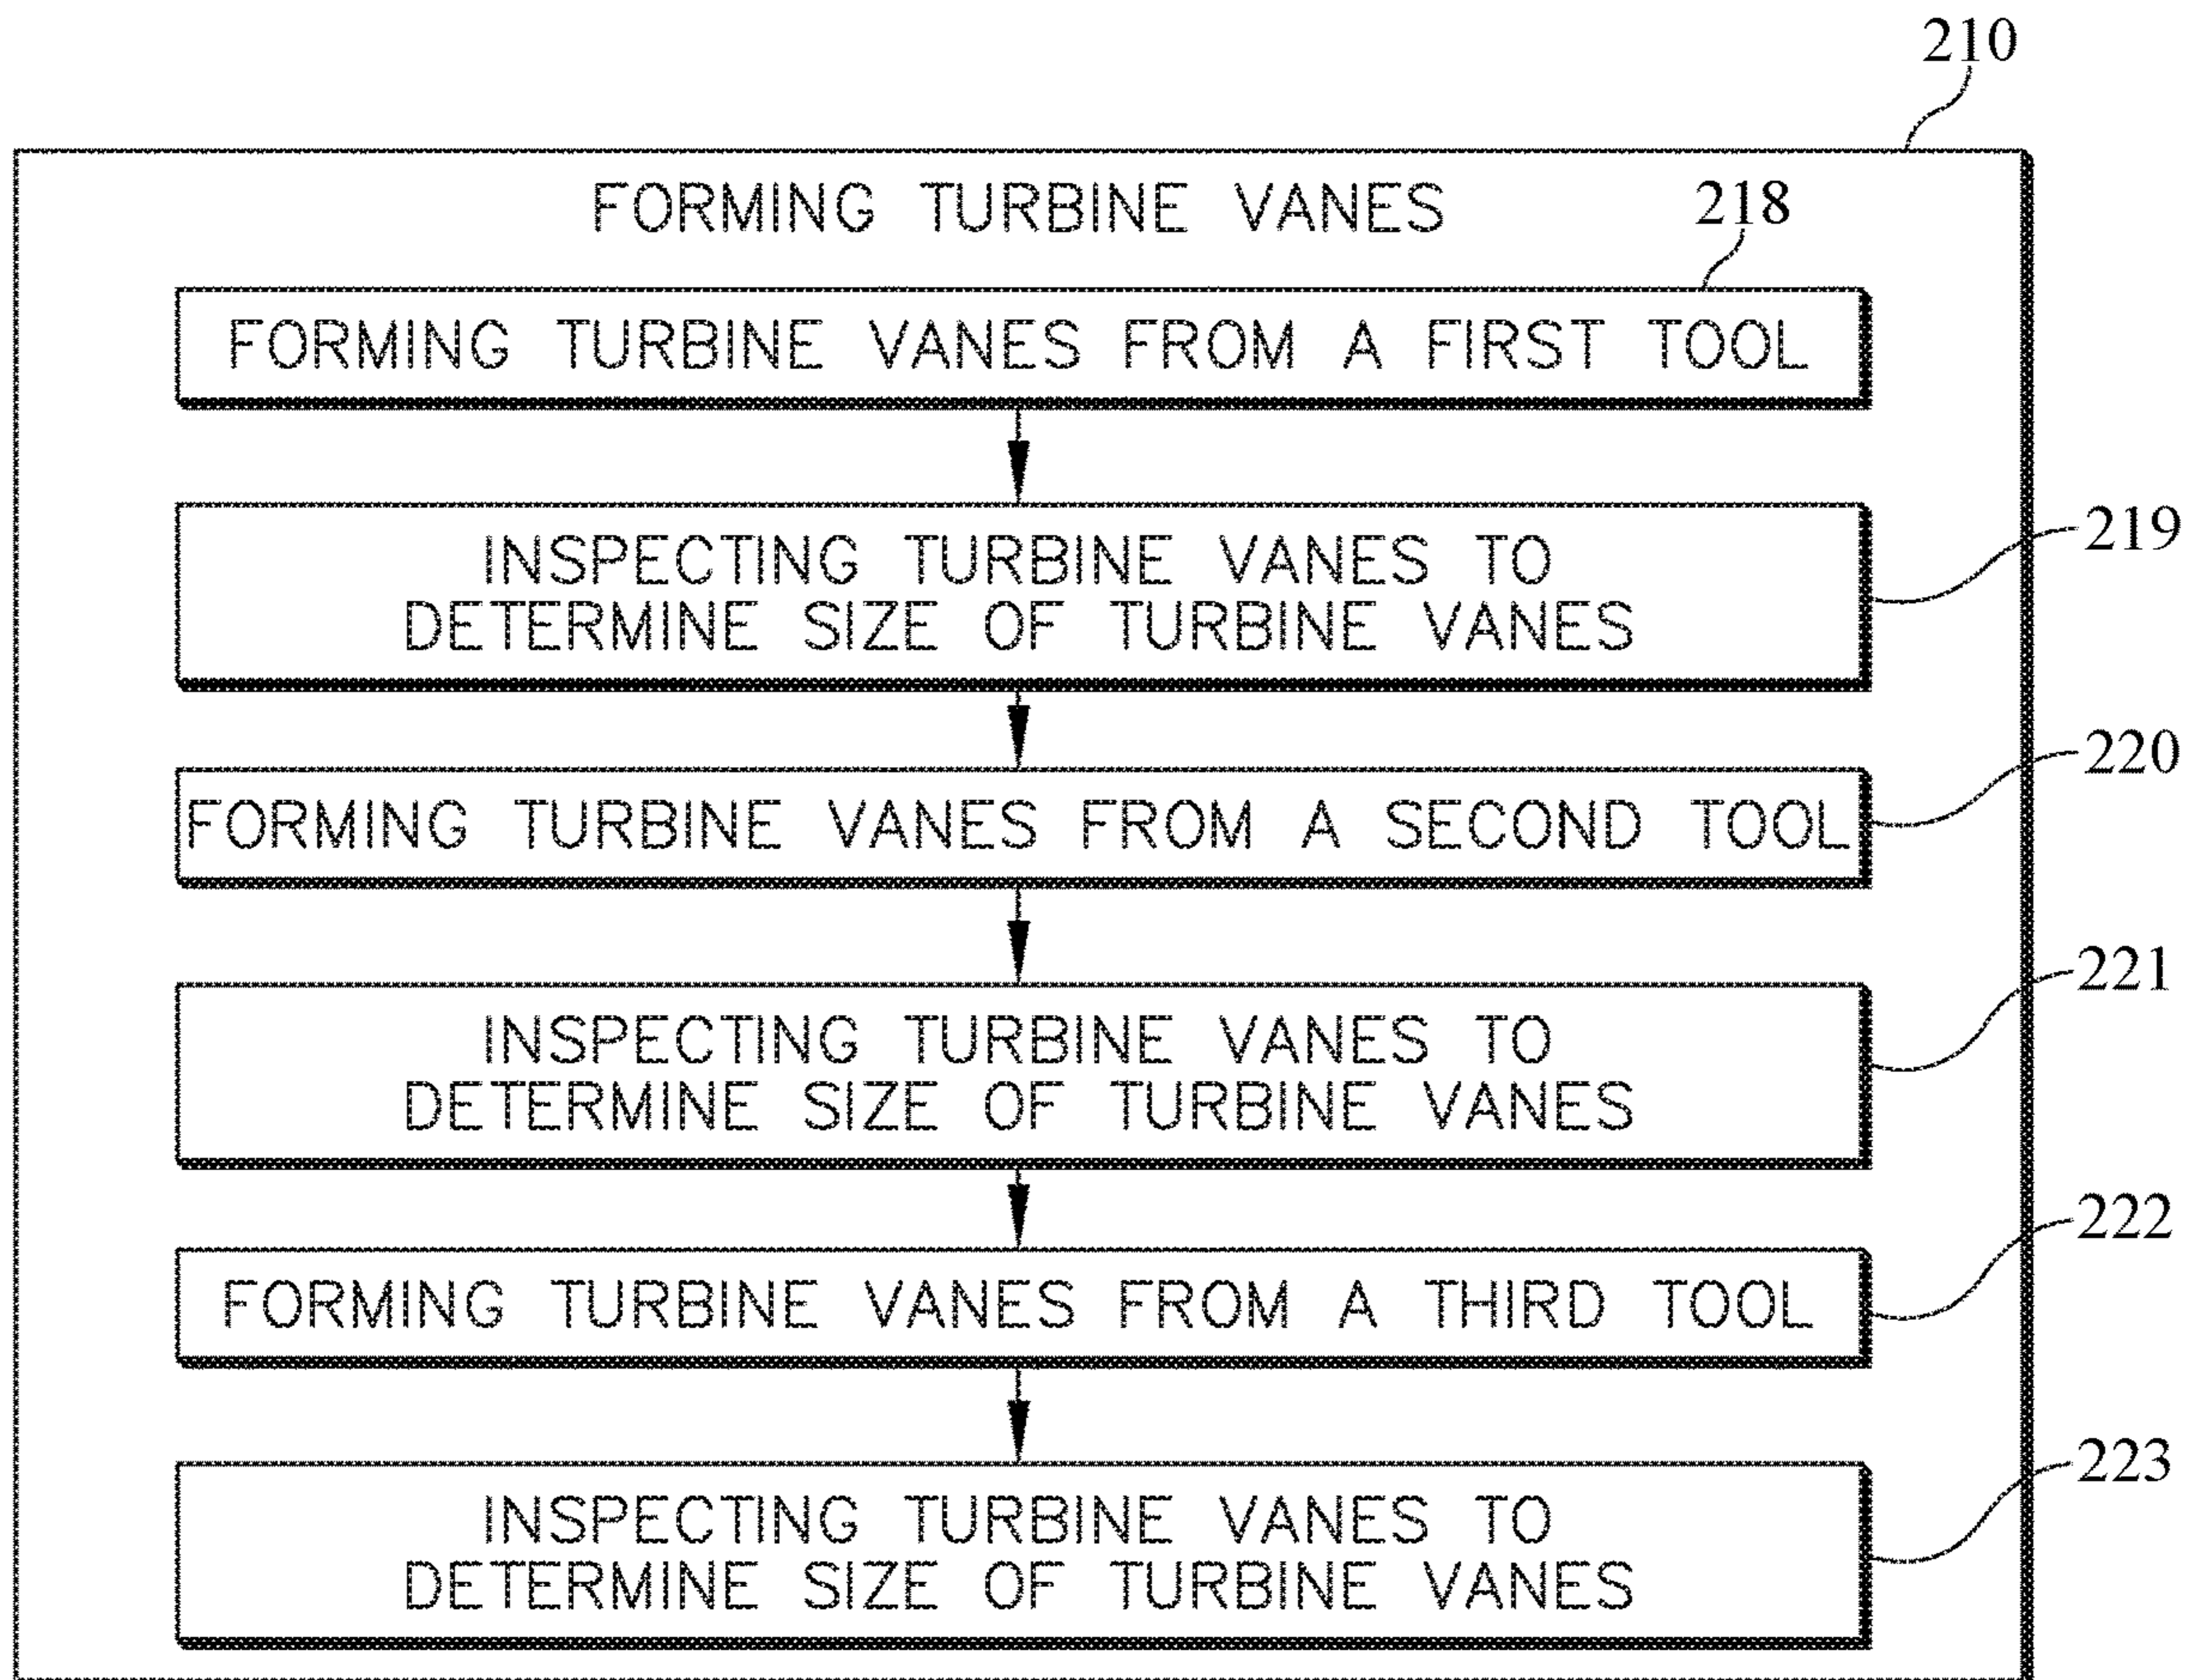 210
FORMING TURBINE VANES
218
FORMING TURBINE VANES FROM A FIRST TOOL
INSPECTING TURBINE VANES TO
DETERMINE SIZE OF TURBINE VANES
219
FORMING TURBINE VANES FROM A SECOND TOOL
220
INSPECTING TURBINE VANES TO
DETERMINE SIZE OF TURBINE VANES
221
FORMING TURBINE VANES FROM A THIRD TOOL
222
INSPECTING TURBINE VANES TO
DETERMINE SIZE OF TURBINE VANES
223